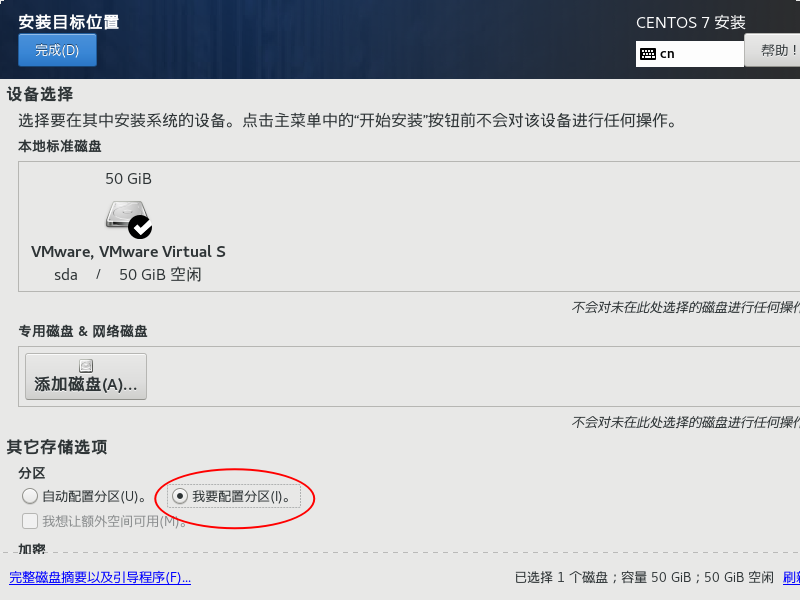 安装目标位置
CENTOS 7 安装
完成(D)
cn
帮助！
设备选择
选择要在其中安装系统的设备。点击主菜单中的“开始安装”按钮前不会对该设备进行任何操作。
本地标准磁盘
50 GiB
VMware, VMware Virtual S
sda / 50 GiB 空闲
不会对未在此处选择的磁盘进行任何操作
专用磁盘 & 网络磁盘
添加磁盘(A)...
不会对未在此处选择的磁盘进行任何操作
其它存储选项
分区
自动配置分区(U)。
我要配置分区(I)。
我想让额外空间可用(M)。
加密
完整磁盘摘要以及引导程序(F)...
已选择 1 个磁盘；容量 50 GiB；50 GiB 空闲
刷新